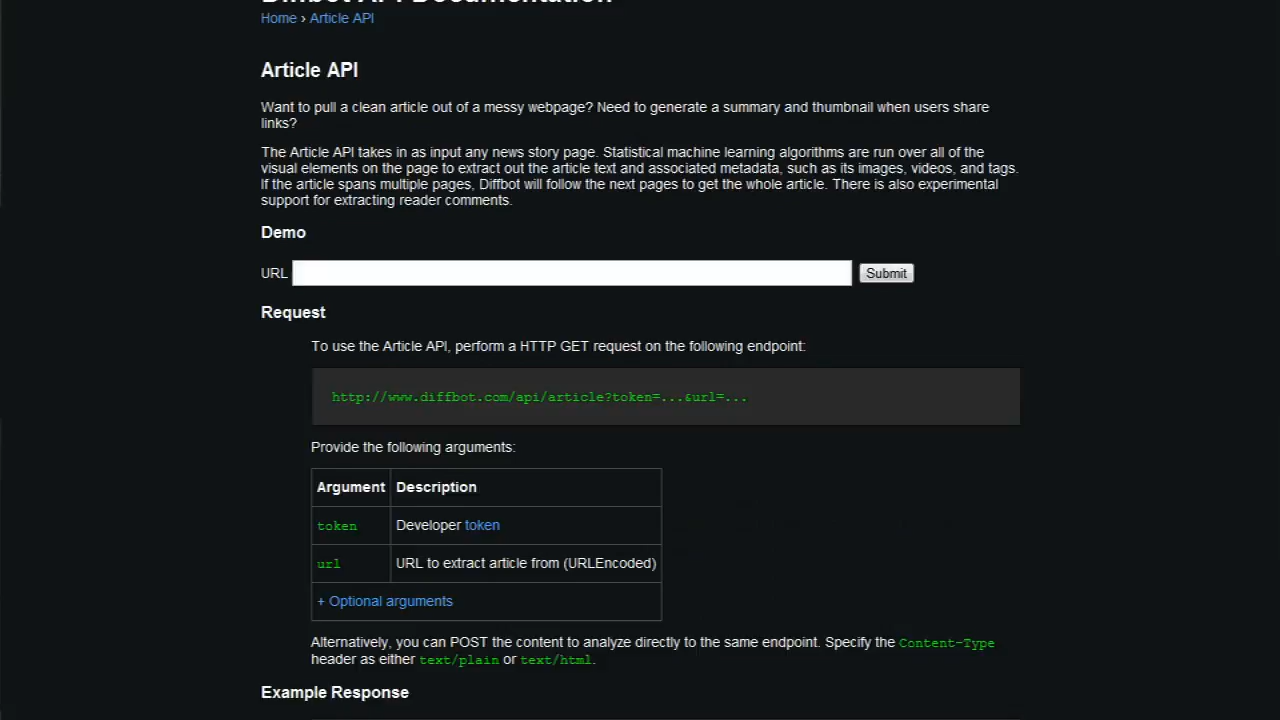 Diffbot API Documentation
Home › Article API
Article API
Want to pull a clean article out of a messy webpage? Need to generate a summary and thumbnail when users share
links?
The Article API takes in as input any news story page. Statistical machine learning algorithms are run over all of the
visual elements on the page to extract out the article text and associated metadata, such as its images, videos, and tags.
If the article spans multiple pages, Diffbot will follow the next pages to get the whole article. There is also experimental
support for extracting reader comments.
Demo
URL Submit
Request
To use the Article API, perform a HTTP GET request on the following endpoint:
http://www.diffbot.com/api/article?token=...&url=...
Provide the following arguments:
Argument Description
token Developer token
url URL to extract article from (URLEncoded)
+ Optional arguments
Alternatively, you can POST the content to analyze directly to the same endpoint. Specify the Content-Type
header as either text/plain or text/html.
Example Response